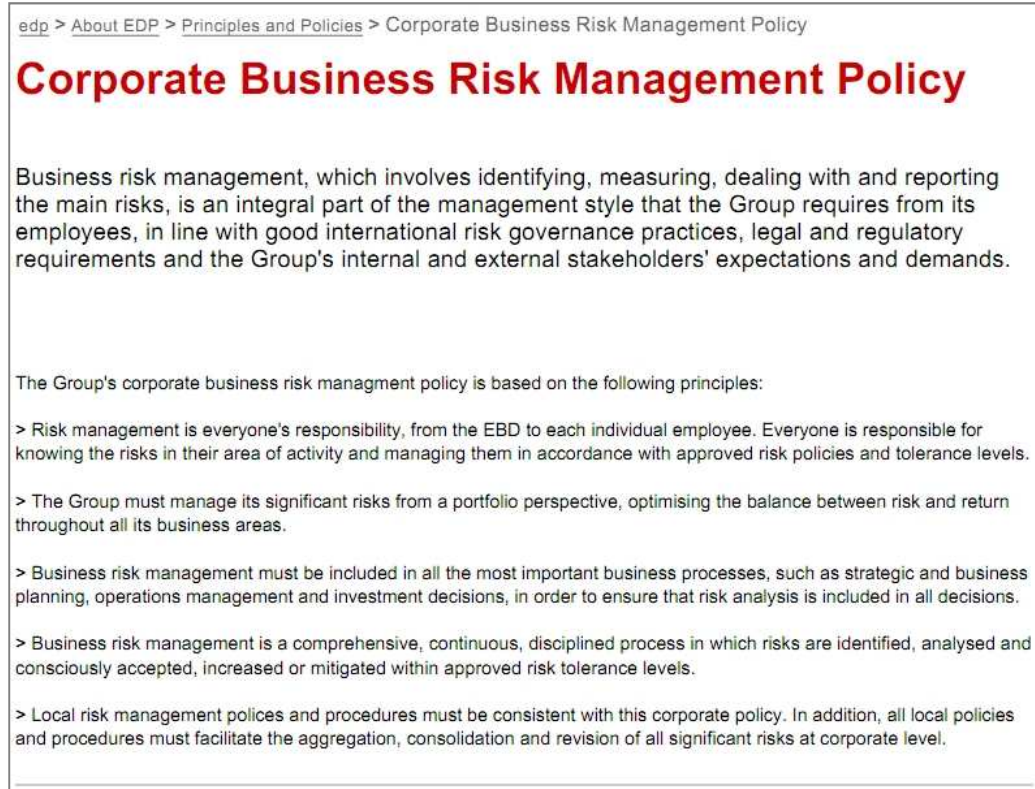 edp > About EDP > Principles and Policies > Corporate Business Risk Management Policy
Corporate Business Risk Management Policy
Business risk management, which involves identifying, measuring, dealing with and reporting
the main risks, is an integral part of the management style that the Group requires from its
employees, in line with good international risk governance practices, legal and regulatory
requirements and the Group's internal and external stakeholders' expectations and demands.
The Group's corporate business risk managment policy is based on the following principles:
> Risk management is everyone's responsibility, from the EBD to each individual employee. Everyone is responsible for
knowing the risks in their area of activity and managing them in accordance with approved risk policies and tolerance levels.
> The Group must manage its significant risks from a portfolio perspective, optimising the balance between risk and return
throughout all its business areas.
> Business risk management must be included in all the most important business processes, such as strategic and business
planning, operations management and investment decisions, in order to ensure that risk analysis is included in all decisions.
> Business risk management is a comprehensive, continuous, disciplined process in which risks are identified, analysed and
consciously accepted, increased or mitigated within approved risk tolerance levels.
> Local risk management polices and procedures must be consistent with this corporate policy. In addition, all local policies
and procedures must facilitate the aggregation, consolidation and revision of all significant risks at corporate level.